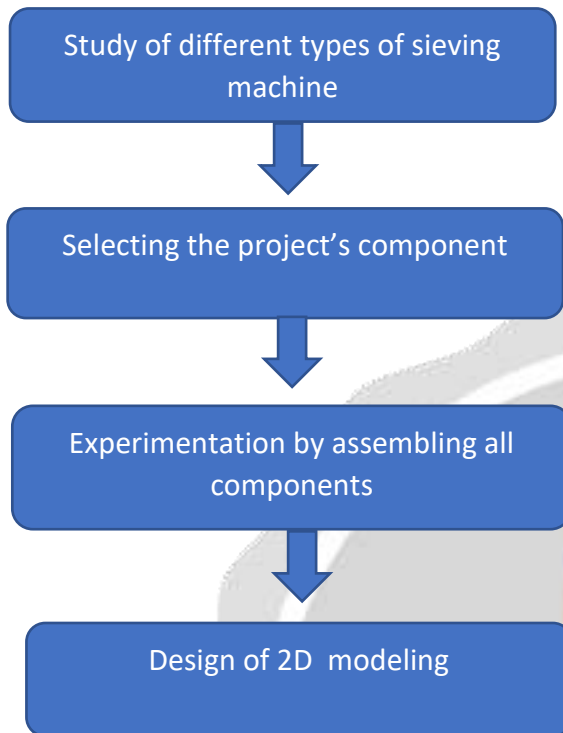 Study of different types of sieving
machine
Selecting the project’s component
Experimentation by assembling all
components
Design of 2D  modeling